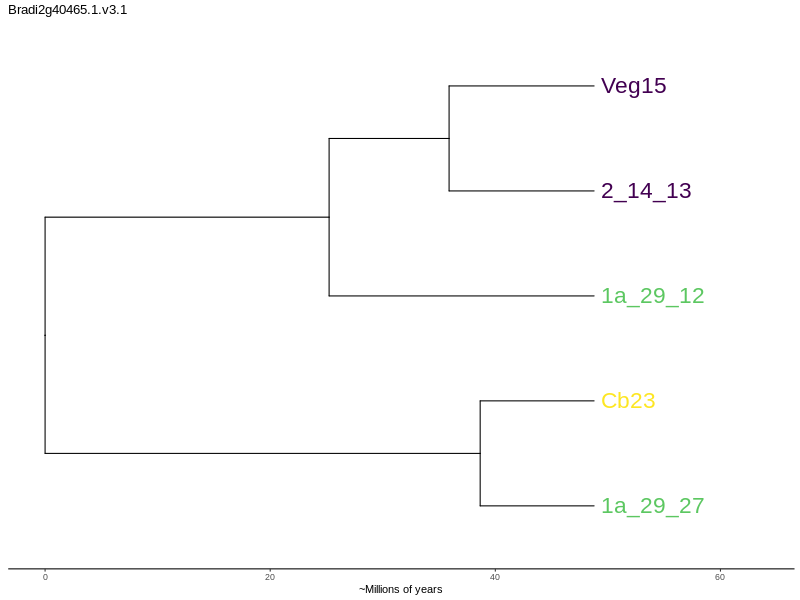 Bradi2g40465.1.v3.1
Veg15
2_14_13
1a_29_12
Cb23
1a_29_27
0 20 40 60
~Millions of years